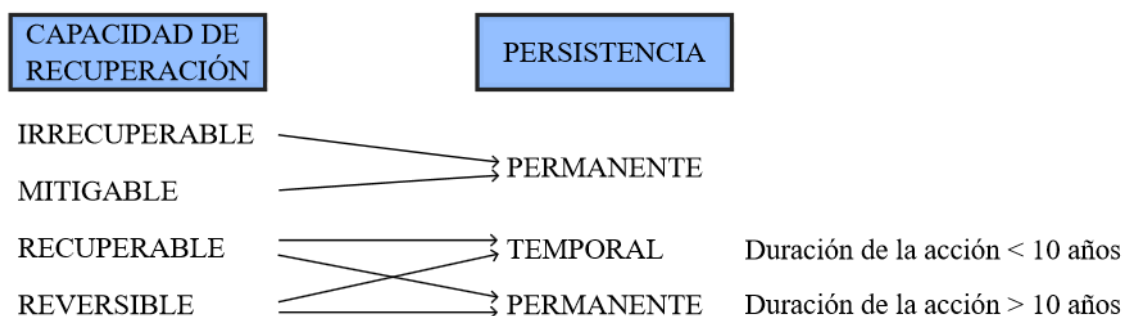 CAPACIDAD DE
RECUPERACIÓN
PERSISTENCIA
IRRECUPERABLE
PERMANENTE
MITIGABLE
RECUPERABLE
TEMPORAL
Duración de la acción < 10 años
REVERSIBLE
PERMANENTE
Duración de la acción > 10 años